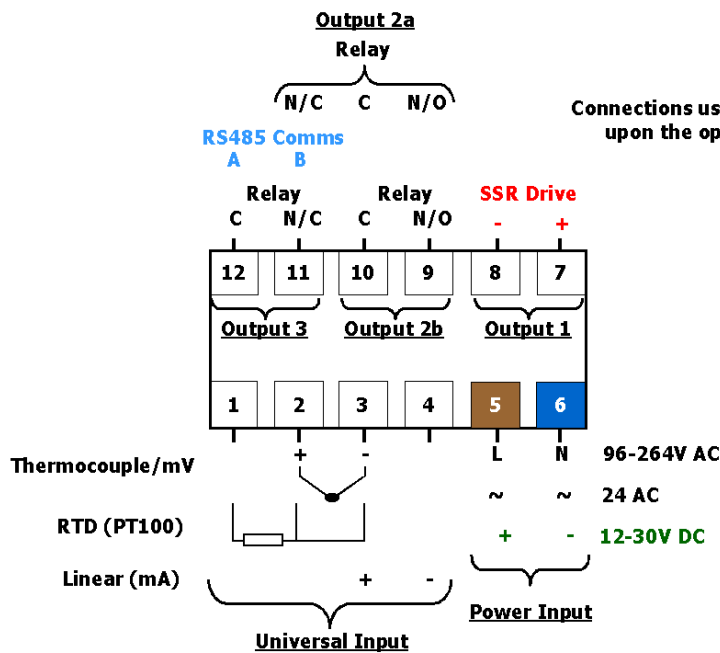 Output 2a
Relay
N/C C N/O
Connections us
upon the op
RS485 Comms
A B
Relay Relay SSR Drive
C N/C C N/O - +
12 11 10 9 8 7
Output 3 Output 2b Output 1
1 2 3 4 5 6
+ - L N 96-264V AC
Thermocouple/mV
~ ~ 24 AC
RTD (PT100)
+ - 12-30V DC
Linear (mA) + -
Power Input
Universal Input